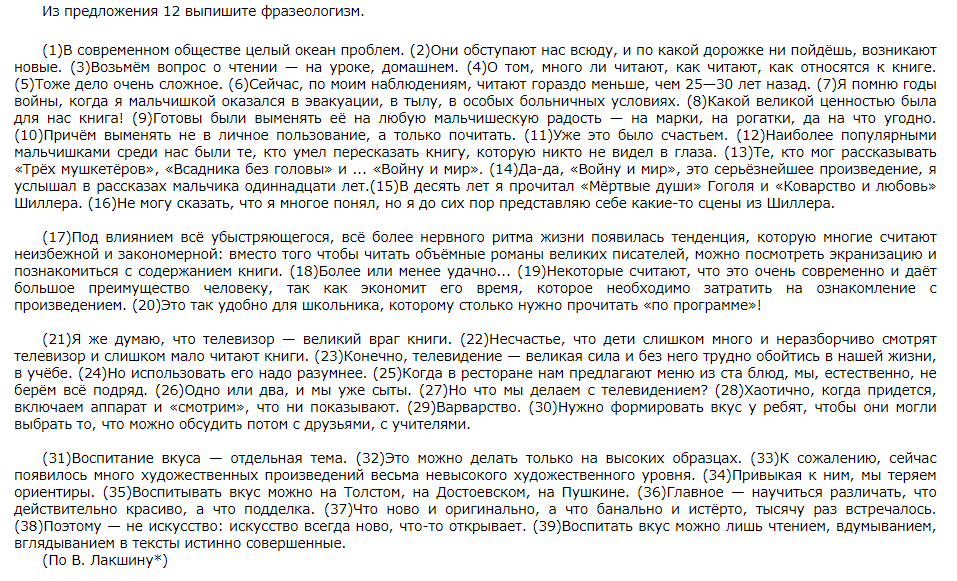 Из предложения 12 выпишите фразеологизм.
(1)В современном обществе целый океан проблем. (2)Они обступают нас всюду, и по какой дорожке ни пойдёшь, возникают
новые. (3)Возьмём вопрос о чтении — на уроке, домашнем. (4)О том, много ли читают, как читают, как относятся к книге.
(5)Тоже дело очень сложное. (6)Сейчас, по моим наблюдениям, читают гораздо меньше, чем 25—30 лет назад. (7)Я помню годы
войны, когда я мальчишкой оказался в эвакуации, в тылу, в особых больничных условиях. (8)Какой великой ценностью была
для нас книга! (9)Готовы были выменять её на любую мальчишескую радость — на марки, на рогатки, да на что угодно.
(10)Причём выменять не в личное пользование, а только почитать. (11)Уже это было счастьем. (12)Наиболее популярными
мальчишками среди нас были те, кто умел пересказать книгу, которую никто не видел в глаза. (13)Те, кто мог рассказывать
«Трёх мушкетёров», «Всадника без головы» и ... «Войну и мир». (14)Да-да, «Войну и мир», это серьёзнейшее произведение, я
услышал в рассказах мальчика одиннадцати лет.(15)В десять лет я прочитал «Мёртвые души» Гоголя и «Коварство и любовь»
Шиллера. (16)Не могу сказать, что я многое понял, но я до сих пор представляю себе какие-то сцены из Шиллера.
(17)Под влиянием всё убыстряющегося, всё более нервного ритма жизни появилась тенденция, которую многие считают
неизбежной и закономерной: вместо того чтобы читать объёмные романы великих писателей, можно посмотреть экранизацию и
познакомиться с содержанием книги. (18)Более или менее удачно... (19)Некоторые считают, что это очень современно и даёт
большое преимущество человеку, так как экономит его время, которое необходимо затратить на ознакомление с
произведением. (20)Это так удобно для школьника, которому столько нужно прочитать «по программе»!
(21)Я же думаю, что телевизор — великий враг книги. (22)Несчастье, что дети слишком много и неразборчиво смотрят
телевизор и слишком мало читают книги. (23)Конечно, телевидение — великая сила и без него трудно обойтись в нашей жизни,
в учёбе. (24)Но использовать его надо разумнее. (25)Когда в ресторане нам предлагают меню из ста блюд, мы, естественно, не
берём всё подряд. (26)Одно или два, и мы уже сыты. (27)Но что мы делаем с телевидением? (28)Хаотично, когда придется,
включаем аппарат и «смотрим», что ни показывают. (29)Варварство. (30)Нужно формировать вкус у ребят, чтобы они могли
выбрать то, что можно обсудить потом с друзьями, с учителями.
(31)Воспитание вкуса — отдельная тема. (32)Это можно делать только на высоких образцах. (33)К сожалению, сейчас
появилось много художественных произведений весьма невысокого художественного уровня. (34)Привыкая к ним, мы теряем
ориентиры. (35)Воспитывать вкус можно на Толстом, на Достоевском, на Пушкине. (36)Главное — научиться различать, что
действительно красиво, а что подделка. (37)Что ново и оригинально, а что банально и истёрто, тысячу раз встречалось.
(38)Поэтому — не искусство: искусство всегда ново, что-то открывает. (39)Воспитать вкус можно лишь чтением, вдумыванием,
вглядыванием в тексты истинно совершенные.
(По В. Лакшину*)